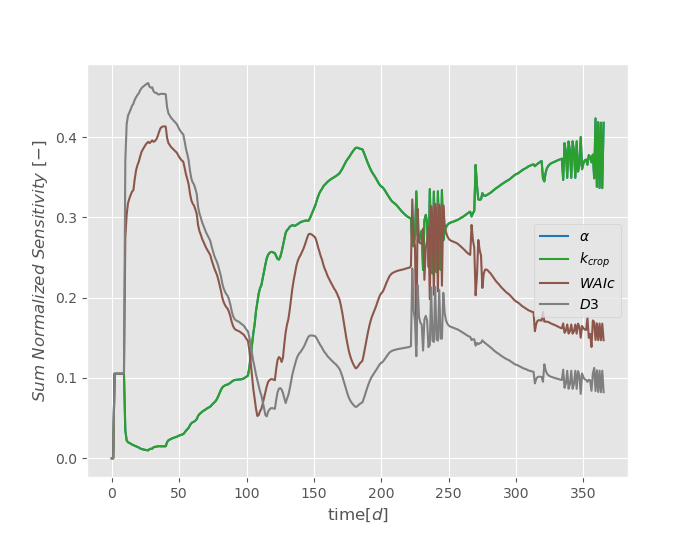 Sum Normalized Sensitivity [−]
0.4
0.3
0.2
0.1
0.0
α
k_crop
WAIc
D3
0 50 100 150 200 250 300 350
time[d]